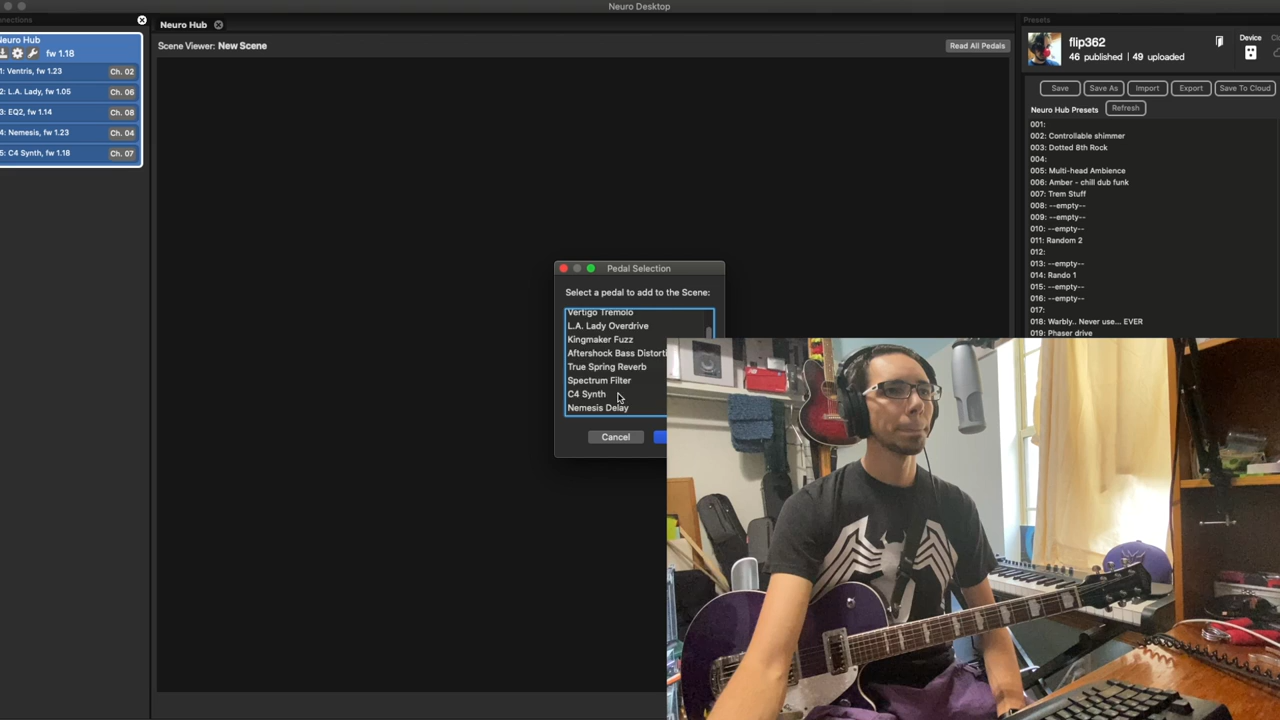 Neuro Desktop
nnections
Neuro Hub
fw 1.18
1: Ventris, fw 1.23 Ch. 02
2: L.A. Lady, fw 1.05 Ch. 06
3: EQ2, fw 1.14 Ch. 08
4: Nemesis, fw 1.23 Ch. 04
5: C4 Synth, fw 1.18 Ch. 07
Neuro Hub
Scene Viewer: New Scene
Read All Pedals
Pedal Selection
Select a pedal to add to the Scene:
Vertigo Tremolo
L.A. Lady Overdrive
Kingmaker Fuzz
Aftershock Bass Distorti
True Spring Reverb
Spectrum Filter
C4 Synth
Nemesis Delay
Cancel
Presets
flip362
46 published | 49 uploaded
Device
Clo
Save Save As Import Export Save To Cloud
Neuro Hub Presets Refresh
001:
002: Controllable shimmer
003: Dotted 8th Rock
004:
005: Multi-head Ambience
006: Amber - chill dub funk
007: Trem Stuff
008: --empty--
009: --empty--
010: --empty--
011: Random 2
012:
013: --empty--
014: Rando 1
015: --empty--
016: --empty--
017:
018: Warbly.. Never use... EVER
019: Phaser drive